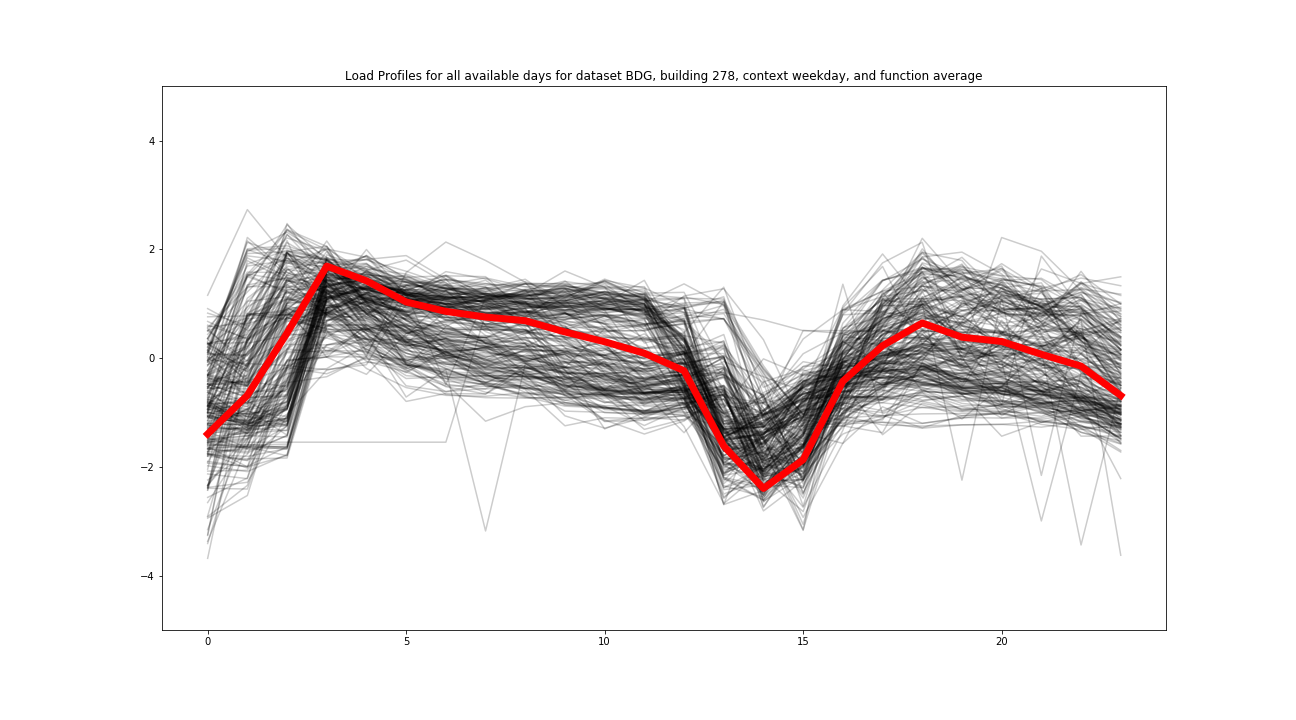 Load Profiles for all available days for dataset BDG, building 278, context weekday, and function average
4
2
0
−2
−4
0 5 10 15 20